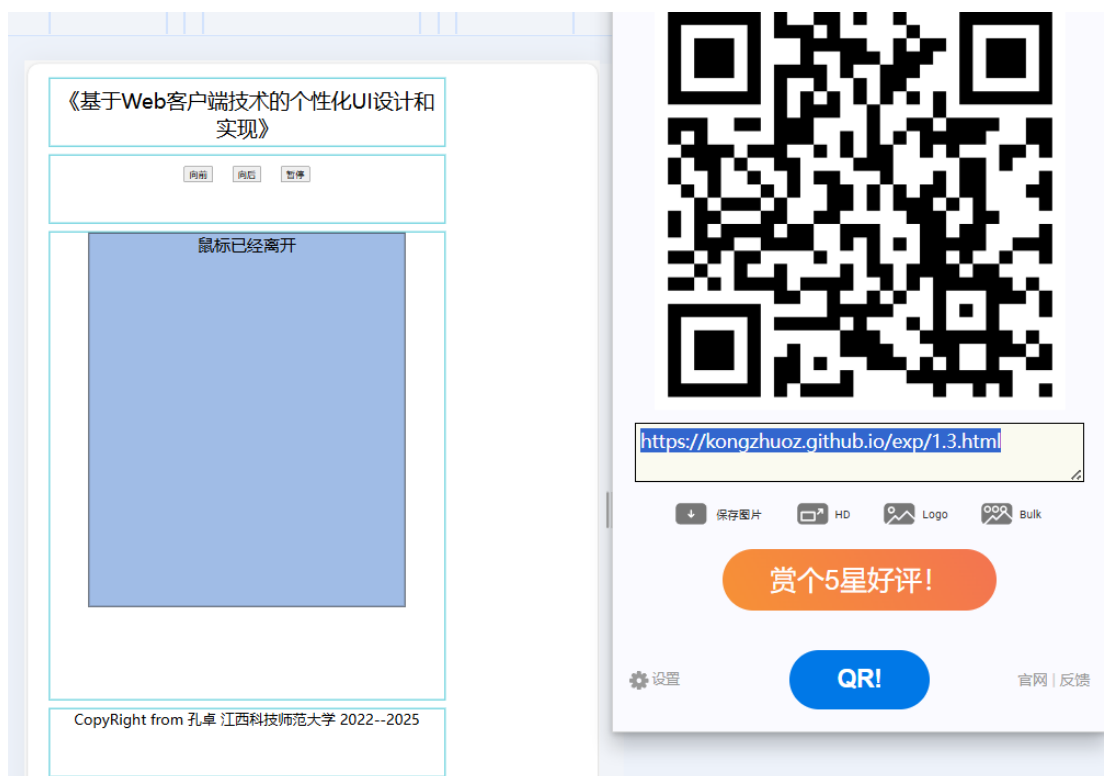 《基于Web客户端技术的个性化UI设计和
实现》
向前 向后 暂停
鼠标已经离开
CopyRight from 孔卓 江西科技师范大学 2022--2025
https://kongzhuoz.github.io/exp/1.3.html
保存图片 HD Logo Bulk
赏个5星好评!
设置 QR! 官网 | 反馈